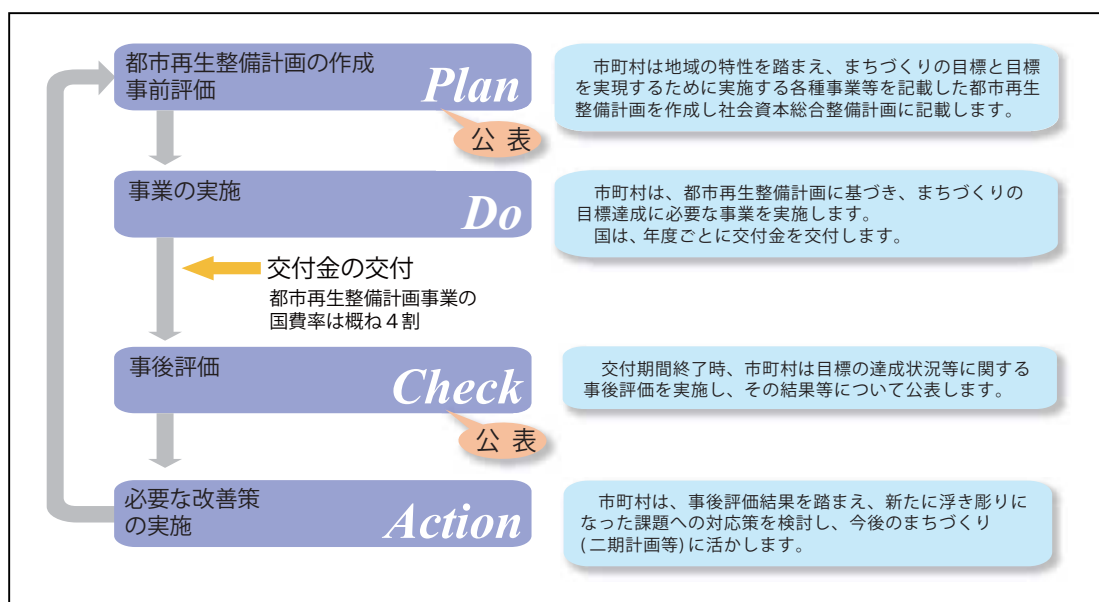 都市再生整備計画の作成
事前評価
Plan
公表
市町村は地域の特性を踏まえ、まちづくりの目標と目標
を実現するために実施する各種事業等を記載した都市再生
整備計画を作成し社会資本総合整備計画に記載します。
事業の実施
Do
市町村は、都市再生整備計画に基づき、まちづくりの
目標達成に必要な事業を実施します。
国は、年度ごとに交付金を交付します。
交付金の交付
都市再生整備計画事業の
国費率は概ね４割
事後評価
Check
公表
交付期間終了時、市町村は目標の達成状況等に関する
事後評価を実施し、その結果等について公表します。
必要な改善策
の実施
Action
市町村は、事後評価結果を踏まえ、新たに浮き彫りに
なった課題への対応策を検討し、今後のまちづくり
(二期計画等)に活かします。